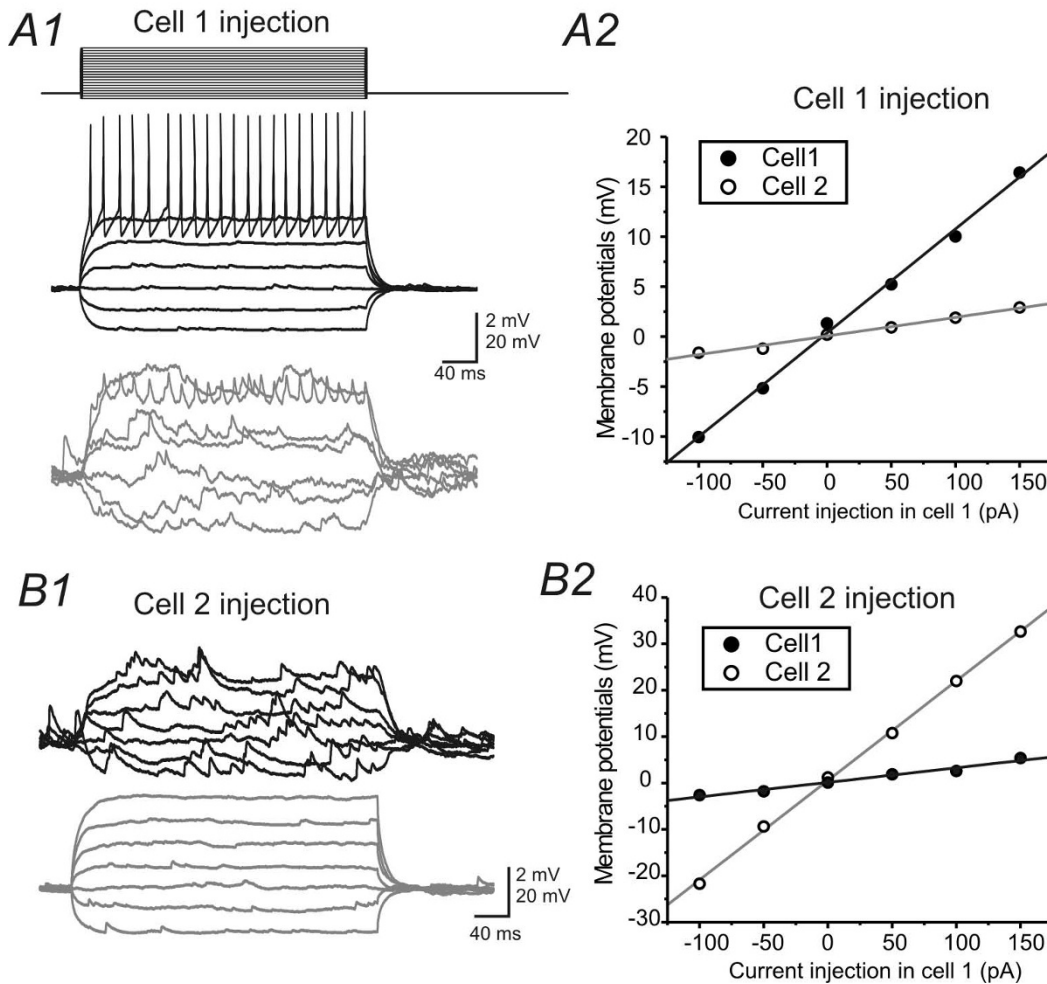 A1
Cell 1 injection
2 mV
20 mV
40 ms
A2
Cell 1 injection
Cell1
Cell 2
Membrane potentials (mV)
20
15
10
5
0
-5
-10
-100 -50 0 50 100 150
Current injection in cell 1 (pA)
B1
Cell 2 injection
2 mV
20 mV
40 ms
B2
Cell 2 injection
Cell1
Cell 2
Membrane potentials (mV)
40
30
20
10
0
-10
-20
-30
-100 -50 0 50 100 150
Current injection in cell 1 (pA)